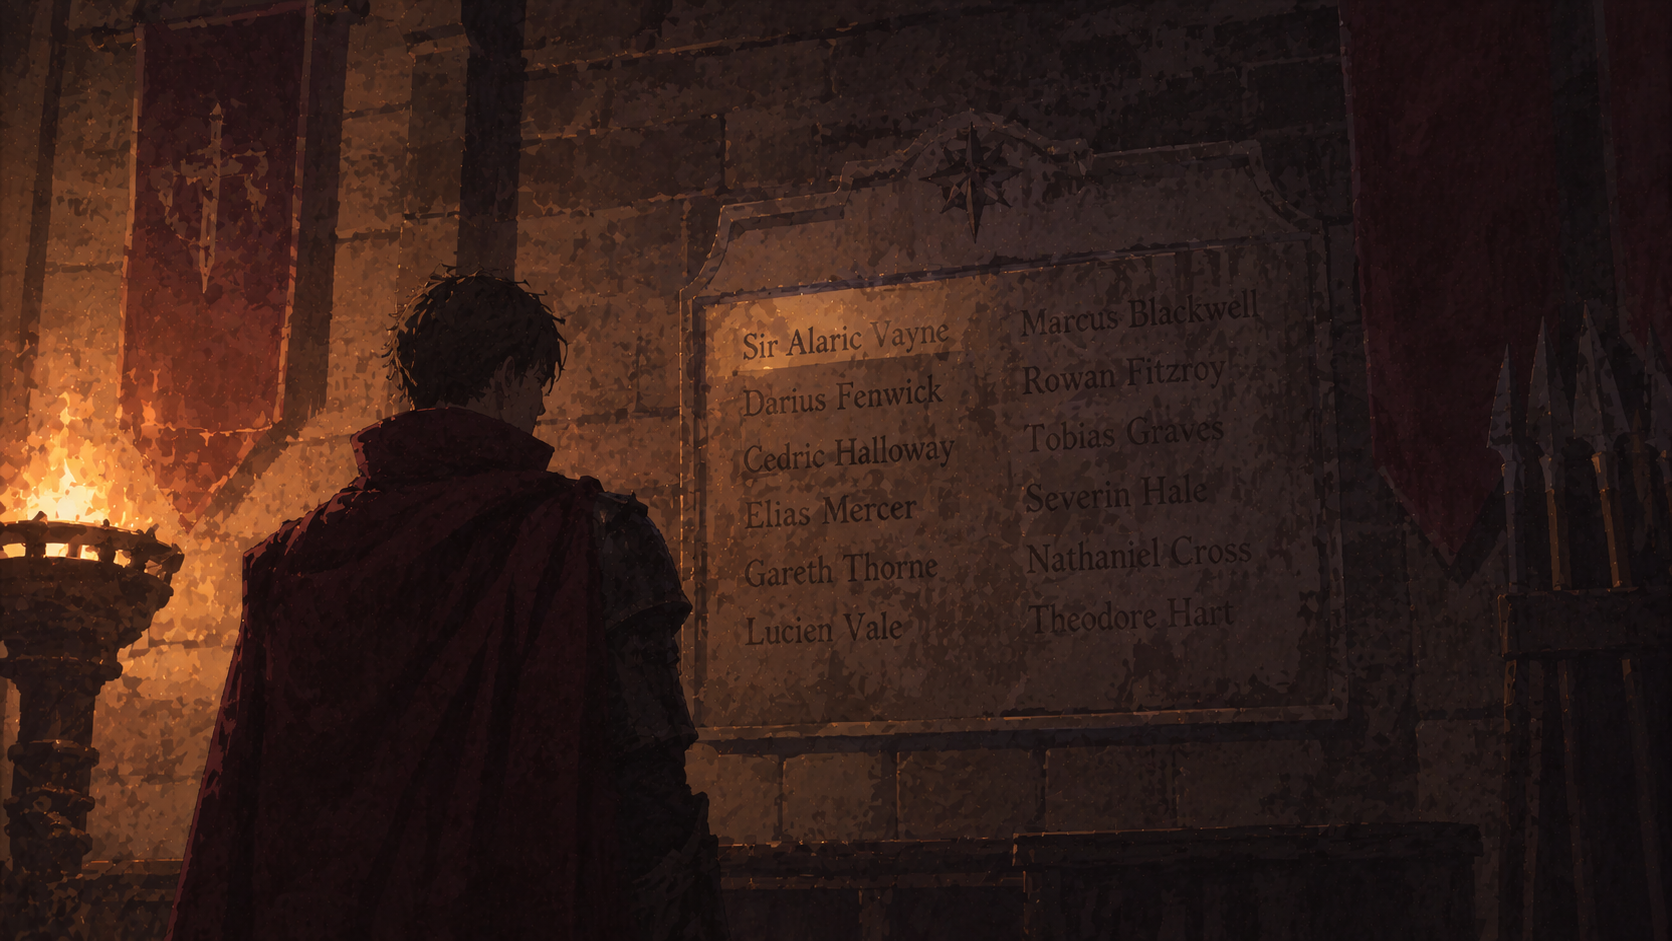 Sir Alaric Vayne
Darius Fenwick
Cedric Halloway
Elias Mercer
Gareth Thorne
Lucien Vale
Marcus Blackwell
Rowan Fitzroy
Tobias Graves
Severin Hale
Nathaniel Cross
Theodore Hart